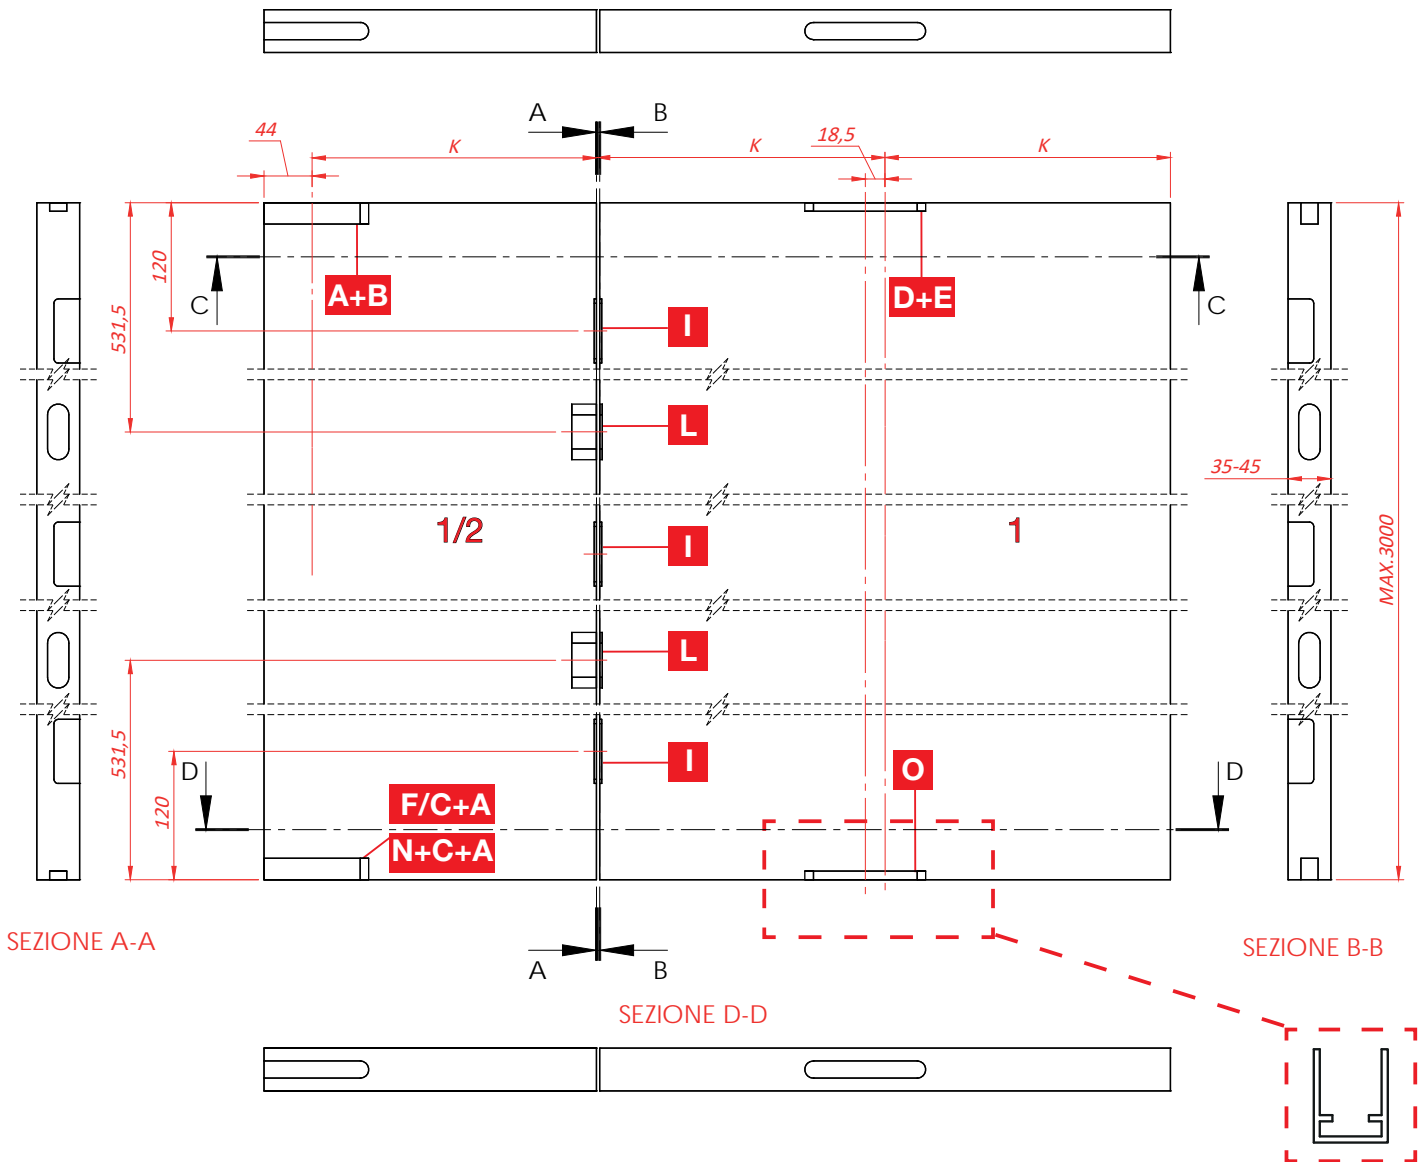 A B
44 K K 18,5 K
120
531,5
C A+B D+E C
I
L
35-45
1/2 I 1
MAX.3000
L
531,5
120
I
D F/C+A O D
N+C+A
SEZIONE A-A
SEZIONE B-B
A B
SEZIONE D-D